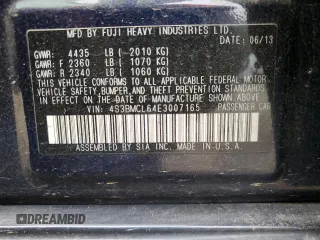 MFD BY FUJI HEAVY INDUSTRIES LTD.
DATE 06/13
GVWR: 4435 LB (2010 KG)
GAWR: F 2360 LB (1070 KG)
GAWR: R 2340 LB (1060 KG)
THIS VEHICLE CONFORMS TO ALL APPLICABLE FEDERAL MOTOR
VEHICLE SAFETY, BUMPER, AND THEFT PREVENTION STANDARDS
IN EFFECT ON THE DATE OF MANUFACTURE SHOWN ABOVE.
VIN: 4S3BMCL64E3007165 PASSENGER CAR
ASSEMBLED BY SIA INC. MADE IN U.S.A.
DREAMBID